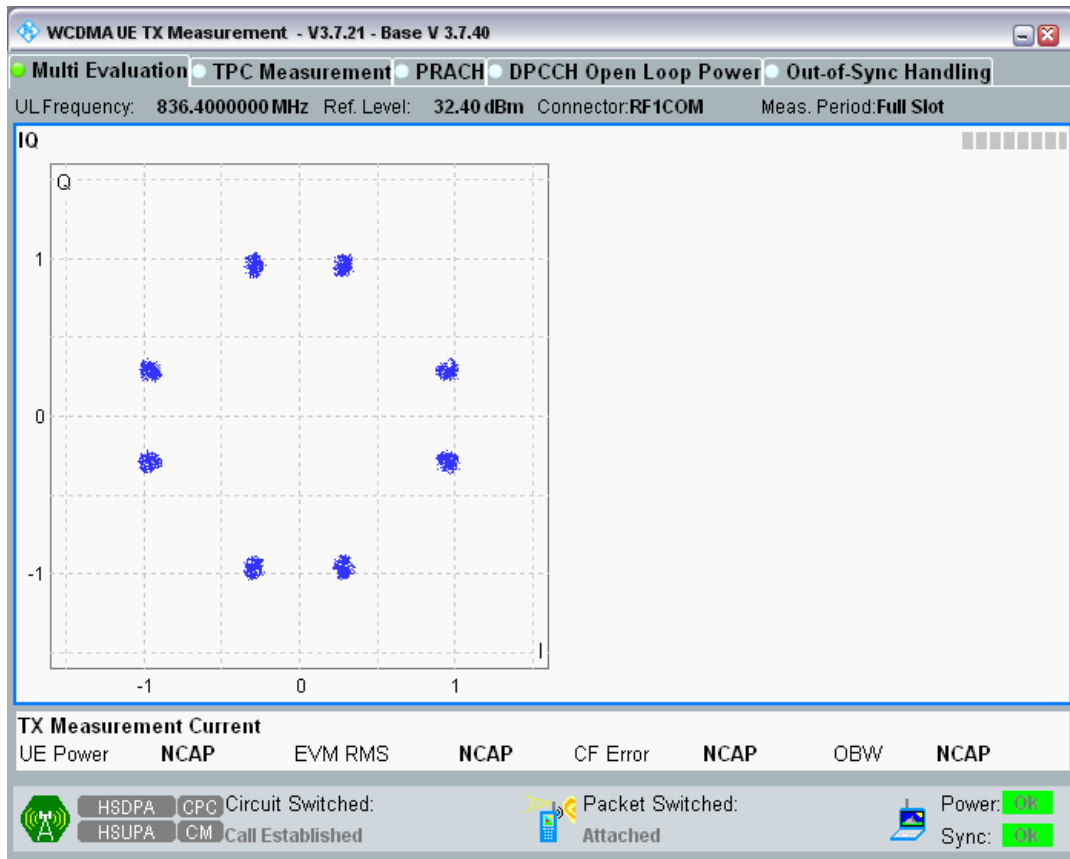 WCDMA UE TX Measurement - V3.7.21 - Base V 3.7.40
Multi Evaluation TPC Measurement PRACH DPCCH Open Loop Power Out-of-Sync Handling
UL Frequency: 836.4000000 MHz Ref. Level: 32.40 dBm Connector:RF1COM Meas. Period:Full Slot
IQ
Q
1
0
-1
I
-1 0 1
TX Measurement Current
UE Power NCAP EVM RMS NCAP CF Error NCAP OBW NCAP
HSDPA CPC Circuit Switched: Packet Switched: Power: Ok
HSUPA CM Call Established Attached Sync: Ok